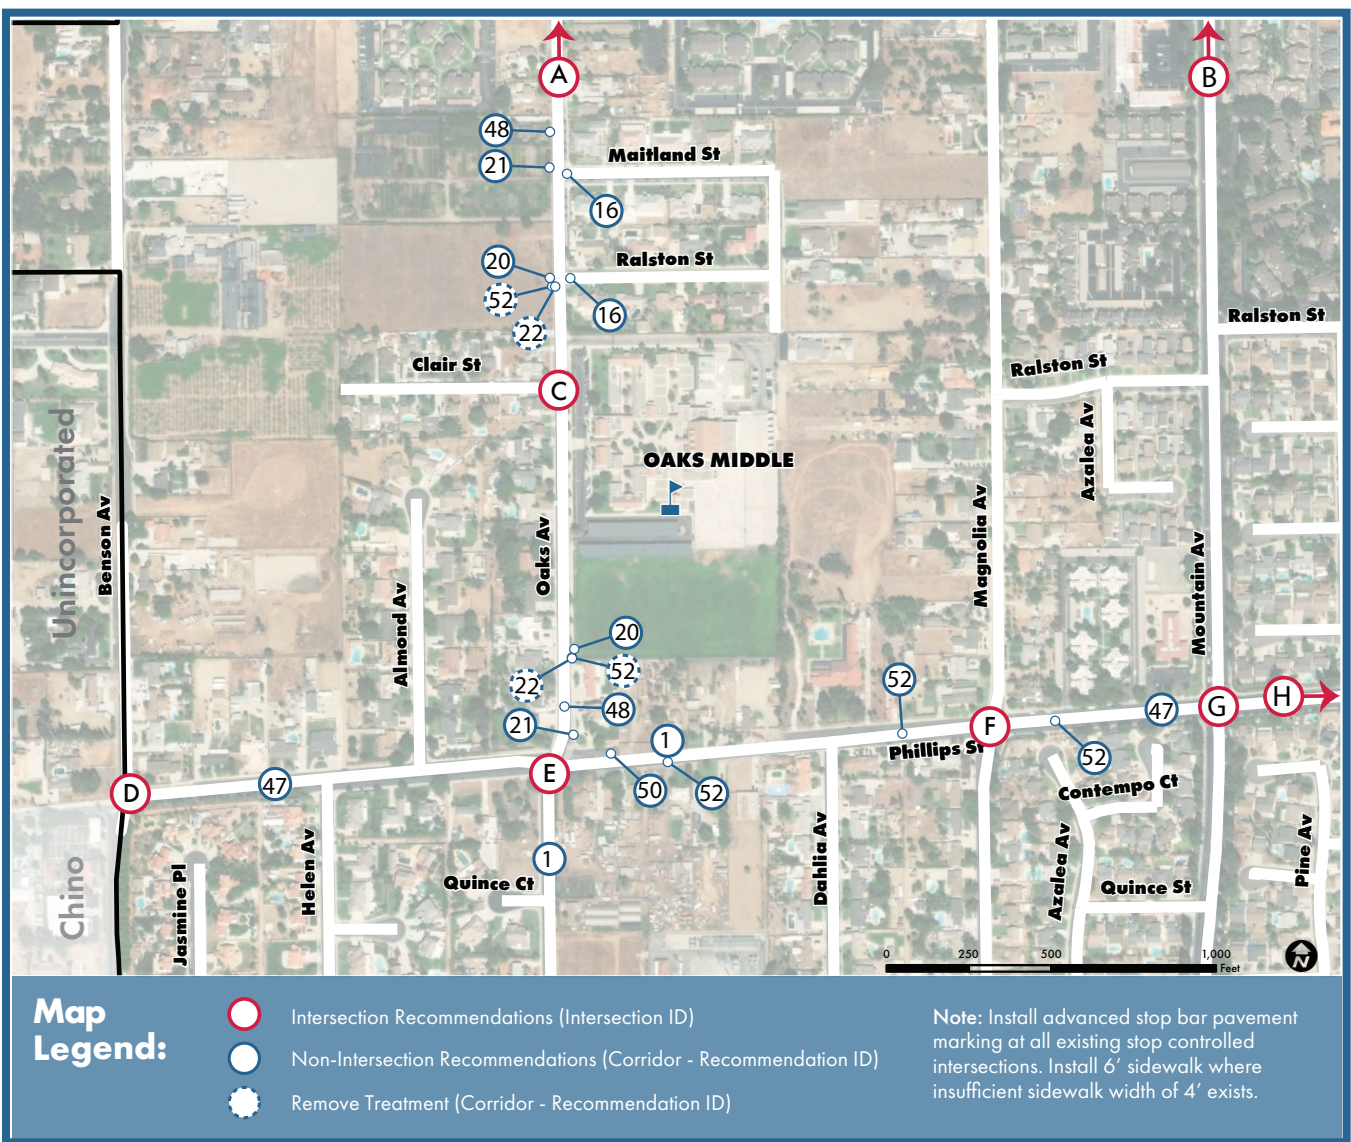 A
B
48
21
Maitland St
16
20
Ralston St
52
22
16
Ralston St
Clair St
C
Ralston St
Azalea Av
Unincorporated
Benson Av
OAKS MIDDLE
Oaks Av
Magnolia Av
Mountain Av
Almond Av
20
22
52
48
21
52
1
50
52
Phillips St
F
47
G
H
52
D
47
E
Contempo Ct
1
Quince Ct
Chino
Jasmine Pl
Helen Av
Dahlia Av
Azalea Av
Quince St
Pine Av
0 250 500 1,000
Feet
N
Map
Legend:
Intersection Recommendations (Intersection ID)
Non-Intersection Recommendations (Corridor - Recommendation ID)
Remove Treatment (Corridor - Recommendation ID)
Note: Install advanced stop bar pavement
marking at all existing stop controlled
intersections. Install 6’ sidewalk where
insufficient sidewalk width of 4’ exists.